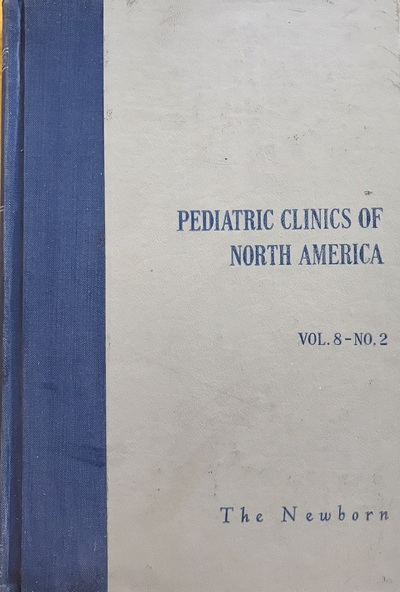 PEDIATRIC CLINICS OF
NORTH AMERICA
VOL. 8 - NO. 2
The Newborn